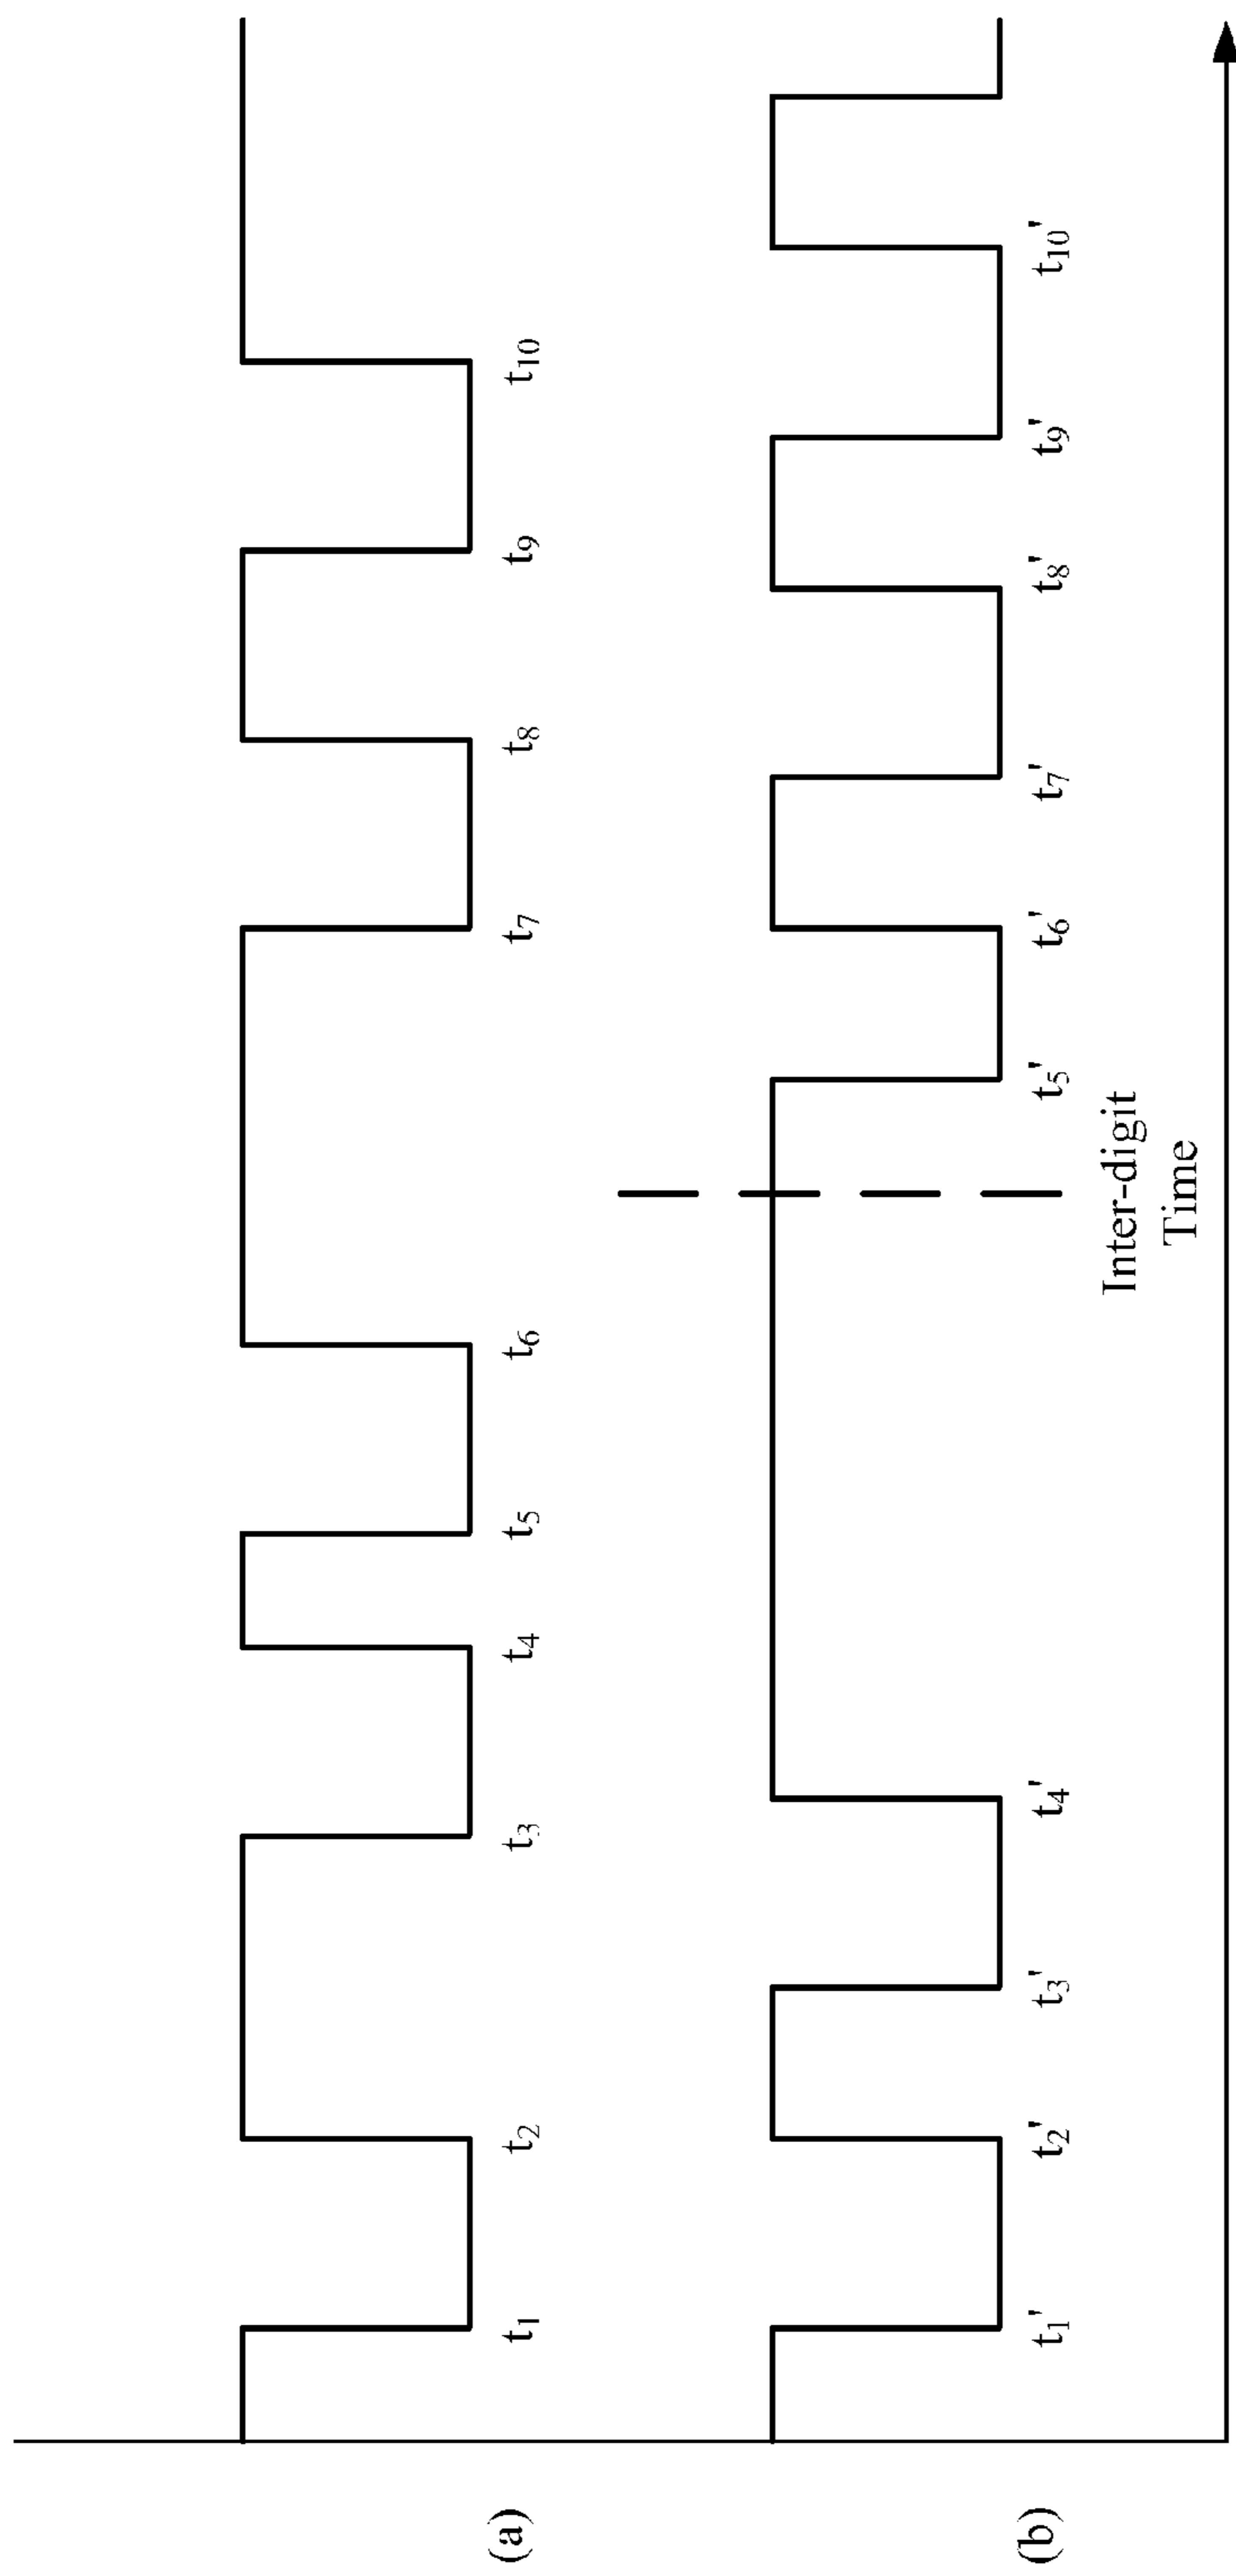 (a)
t1 t2 t3 t4 t5 t6 t7 t8 t9 t10
(b)
t1' t2' t3' t4' t5' t6' t7' t8' t9' t10'
Inter-digit
Time